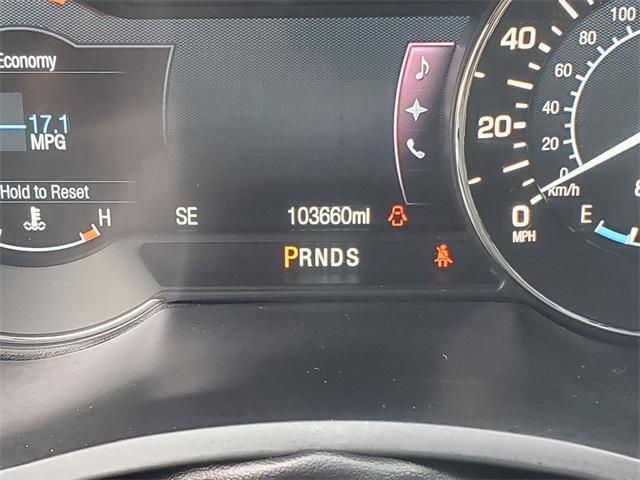 Economy
17.1
MPG
Hold to Reset
H
SE
103660ml
PRNDS
40
20
0
MPH
100
80
60
40
20
0
km/h
E